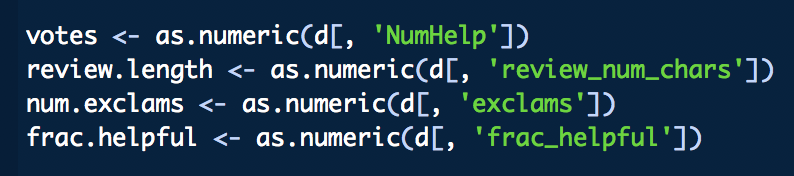 votes <- as.numeric(d[, 'NumHelp'])
review.length <- as.numeric(d[, 'review_num_chars'])
num.exclams <- as.numeric(d[, 'exclams'])
frac.helpful <- as.numeric(d[, 'frac_helpful'])